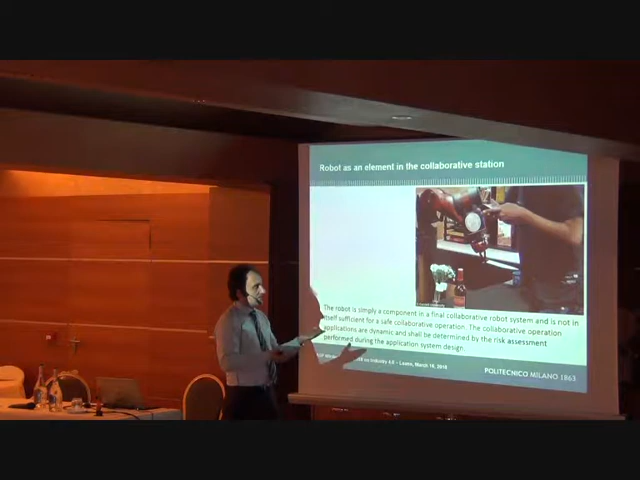 Robot as an element in the collaborative station
The robot is simply a component in a final collaborative robot system and is not in
itself sufficient for a safe collaborative operation. The collaborative operation
applications are dynamic and shall be determined by the risk assessment
performed during the application system design.
on Industry 4.0 - Leuven, March 18, 2016
POLITECNICO MILANO 1863